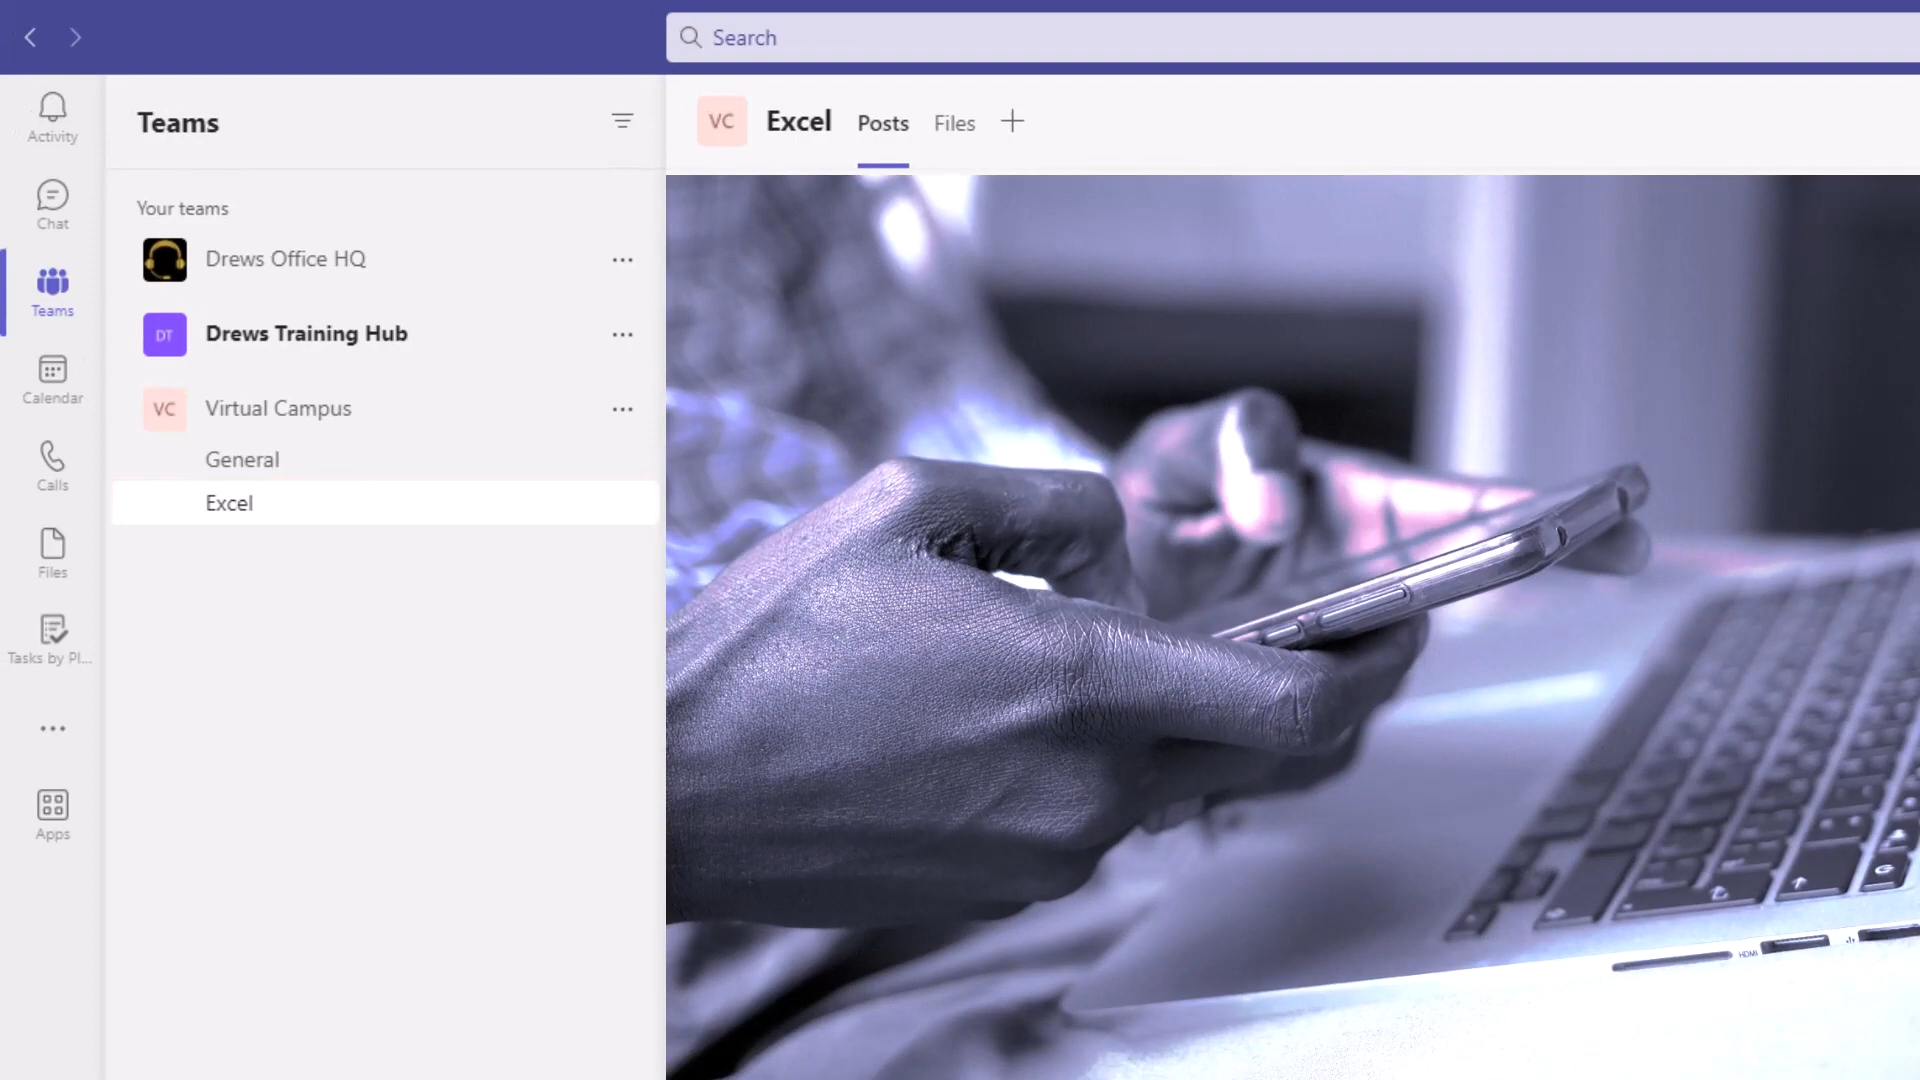 Search
Activity
Chat
Teams
Calendar
Calls
Files
Tasks by Pl...
Apps
Teams
Your teams
Drews Office HQ
DT
Drews Training Hub
VC
Virtual Campus
General
Excel
VC
Excel
Posts
Files
HDMI